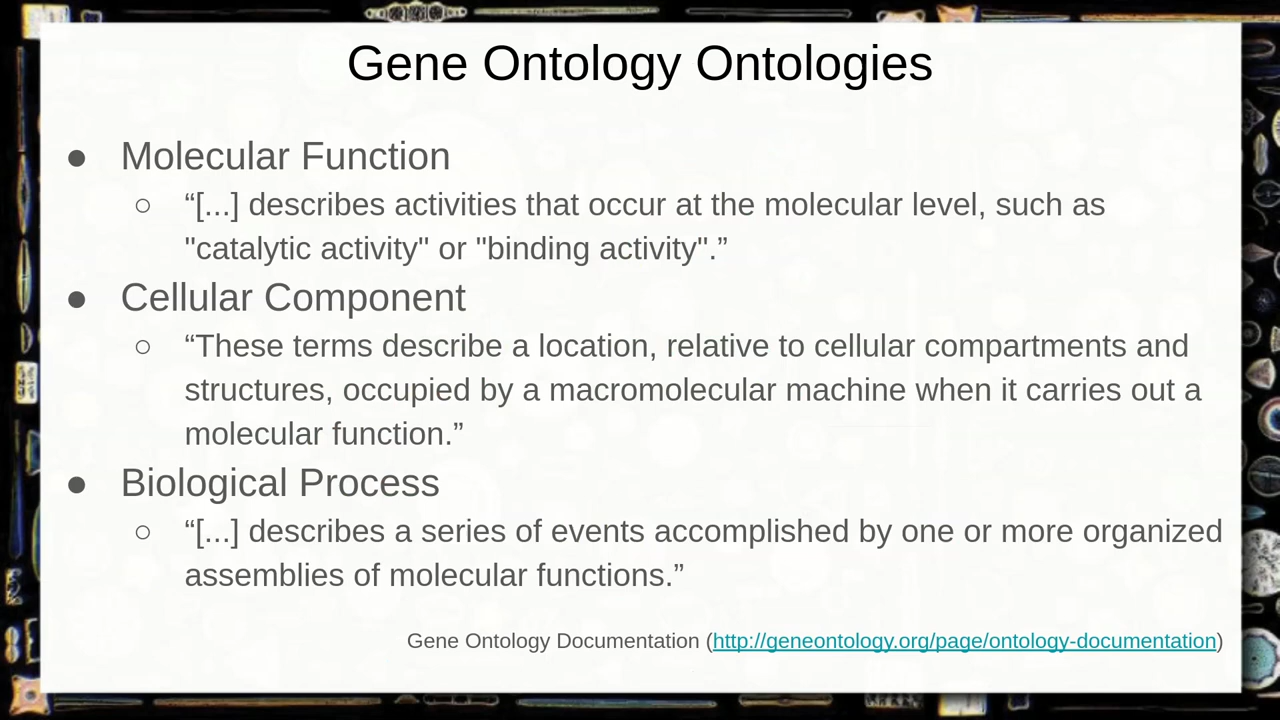 Gene Ontology Ontologies
● Molecular Function
○ “[...] describes activities that occur at the molecular level, such as
"catalytic activity" or "binding activity".”
● Cellular Component
○ “These terms describe a location, relative to cellular compartments and
structures, occupied by a macromolecular machine when it carries out a
molecular function.”
● Biological Process
○ “[...] describes a series of events accomplished by one or more organized
assemblies of molecular functions.”
Gene Ontology Documentation (http://geneontology.org/page/ontology-documentation)